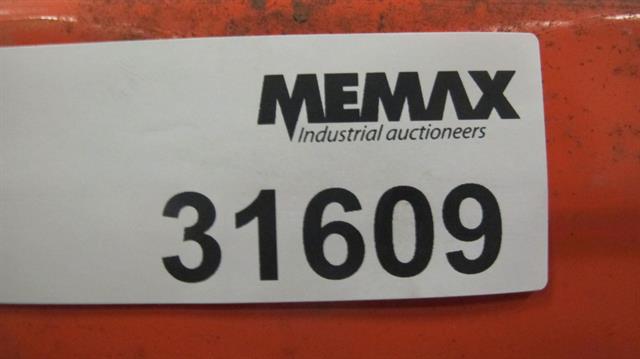 MEMAX
Industrial auctioneers
31609